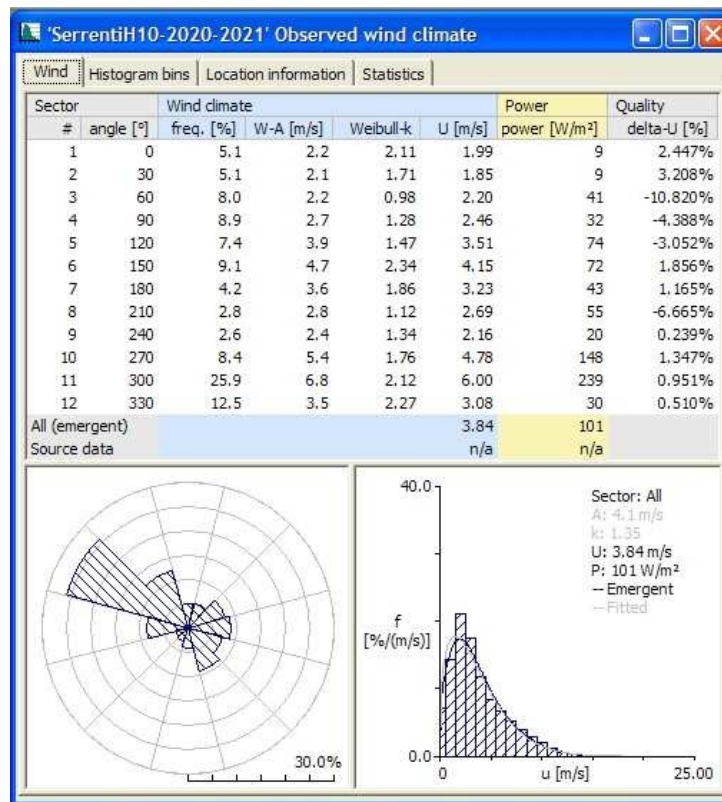 'SerrentiH10-2020-2021' Observed wind climate
Wind Histogram bins Location information Statistics
Sector Wind climate Power Quality
# angle [°] freq. [%] W-A [m/s] Weibull-k U [m/s] power [W/m²] delta-U [%]
1 0 5.1 2.2 2.11 1.99 9 2.447%
2 30 5.1 2.1 1.71 1.85 9 3.208%
3 60 8.0 2.2 0.98 2.20 41 -10.820%
4 90 8.9 2.7 1.28 2.46 32 -4.388%
5 120 7.4 3.9 1.47 3.51 74 -3.052%
6 150 9.1 4.7 2.34 4.15 72 1.856%
7 180 4.2 3.6 1.86 3.23 43 1.165%
8 210 2.8 2.8 1.12 2.69 55 -6.665%
9 240 2.6 2.4 1.34 2.16 20 0.239%
10 270 8.4 5.4 1.76 4.78 148 1.347%
11 300 25.9 6.8 2.12 6.00 239 0.951%
12 330 12.5 3.5 2.27 3.08 30 0.510%
All (emergent) 3.84 101
Source data n/a n/a
30.0%
40.0
Sector: All
A: 4.1 m/s
k: 1.35
U: 3.84 m/s
P: 101 W/m²
-- Emergent
-- Fitted
f
[%/(m/s)]
0.0
0 u [m/s] 25.00